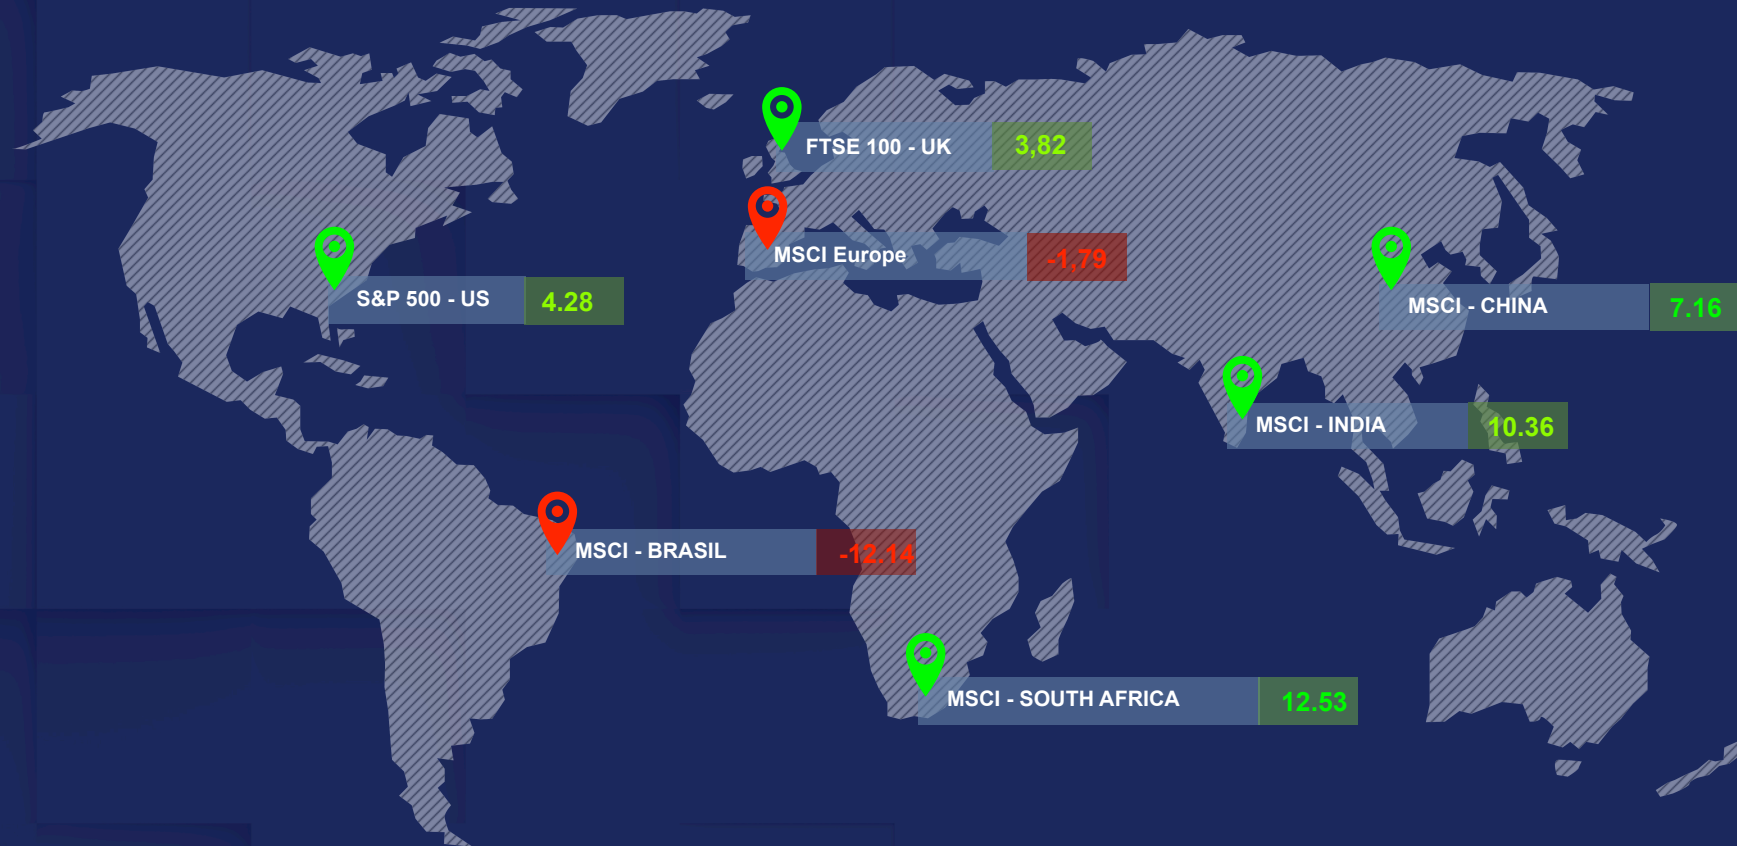 FTSE 100 - UK 3,82
MSCI Europe -1,79
S&P 500 - US 4.28
MSCI - CHINA 7.16
MSCI - INDIA 10.36
MSCI - BRASIL -12.14
MSCI - SOUTH AFRICA 12.53